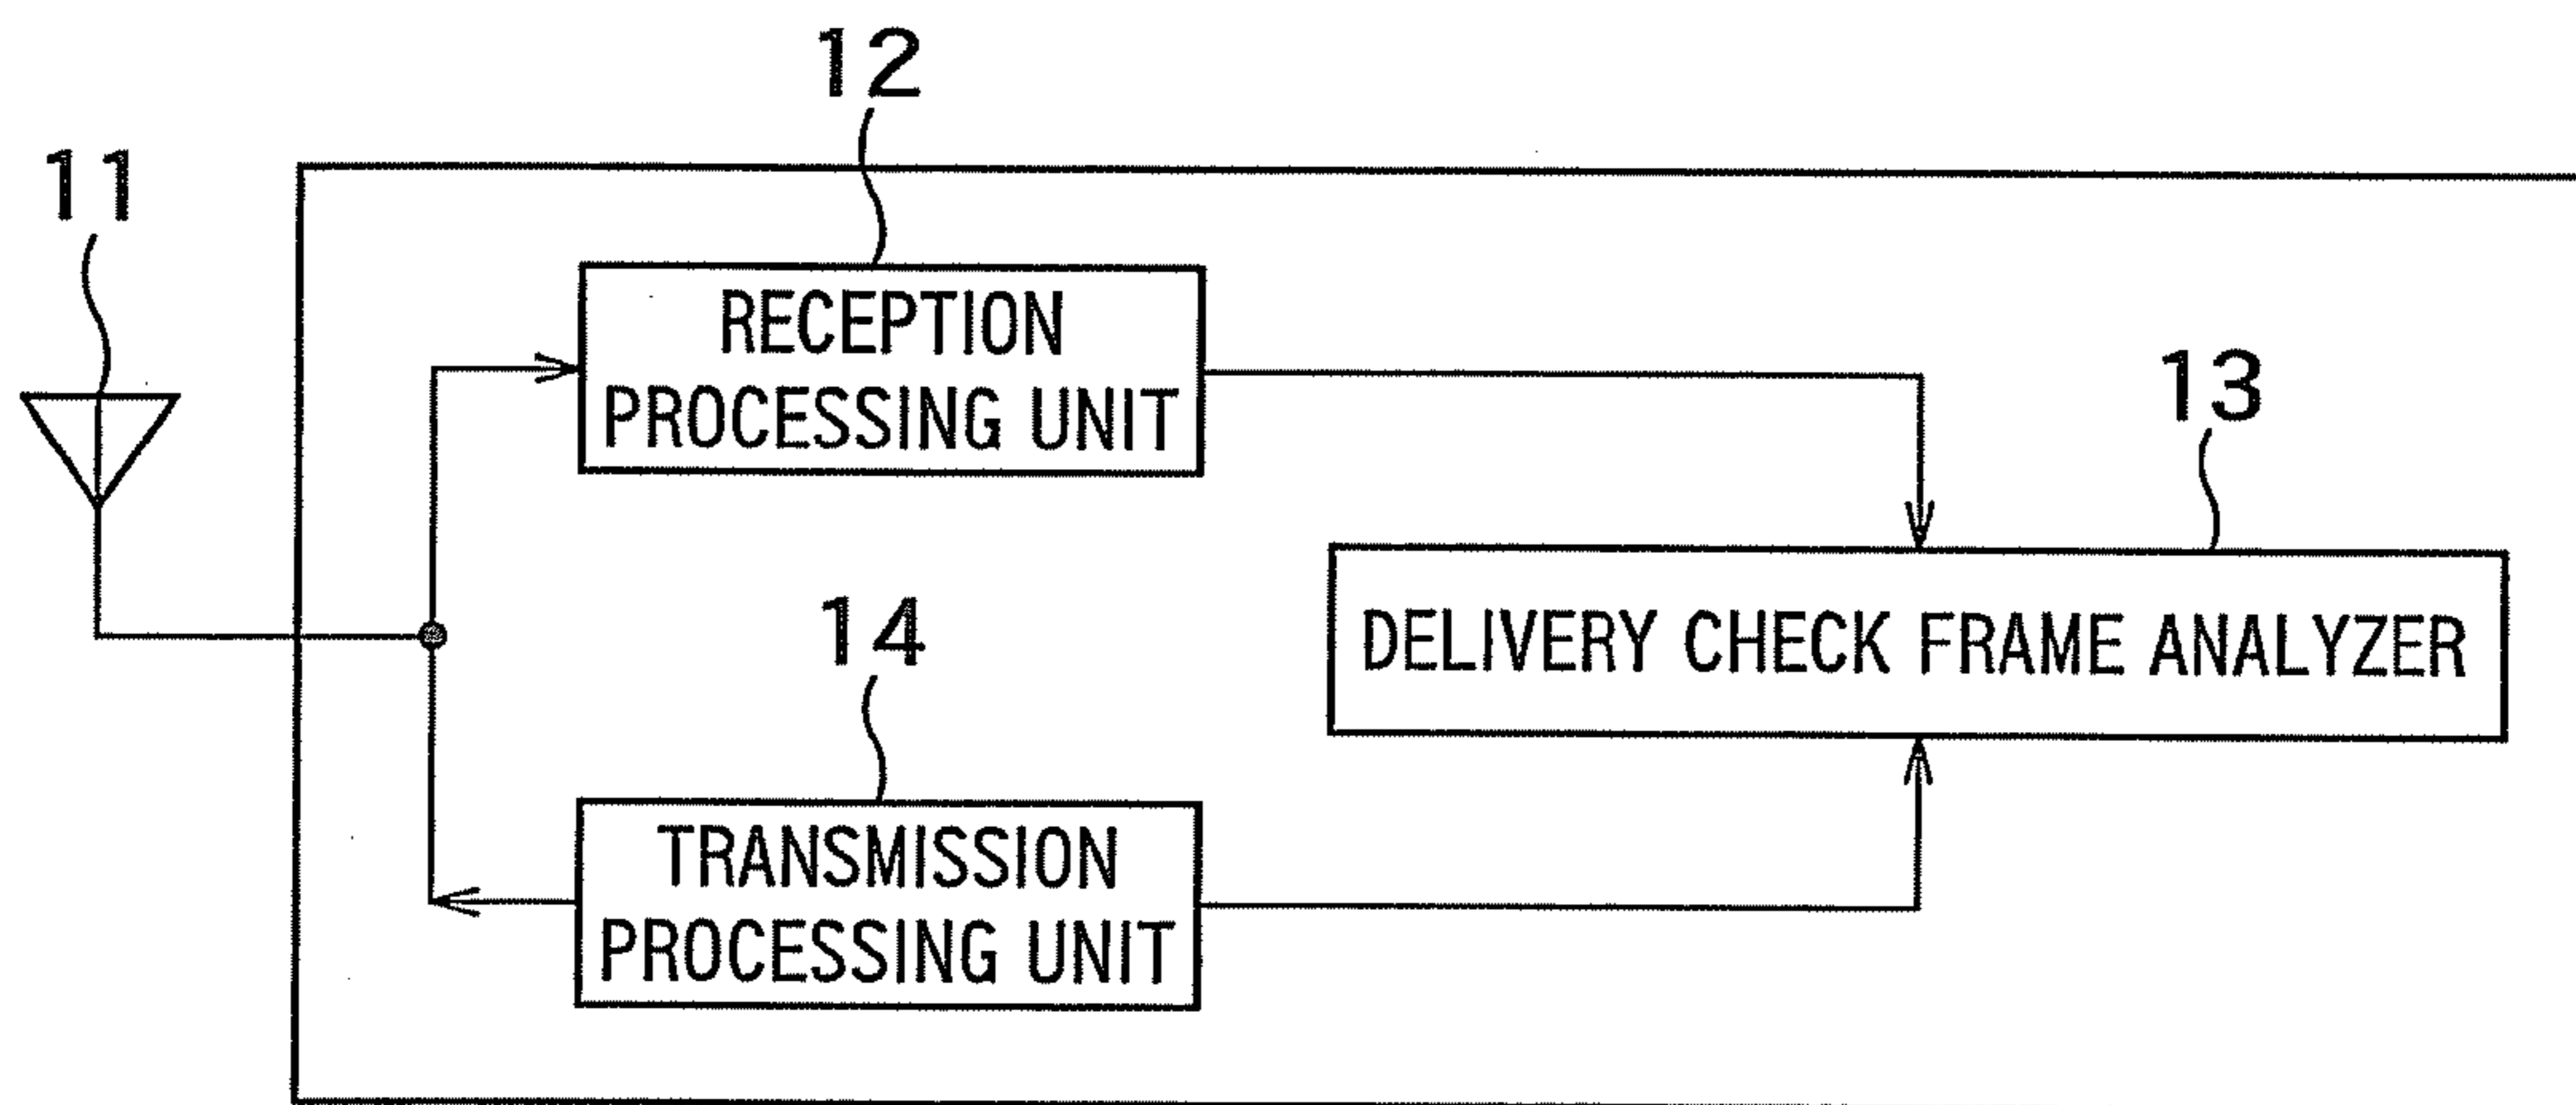 12
11
RECEPTION
PROCESSING UNIT
13
DELIVERY CHECK FRAME ANALYZER
14
TRANSMISSION
PROCESSING UNIT